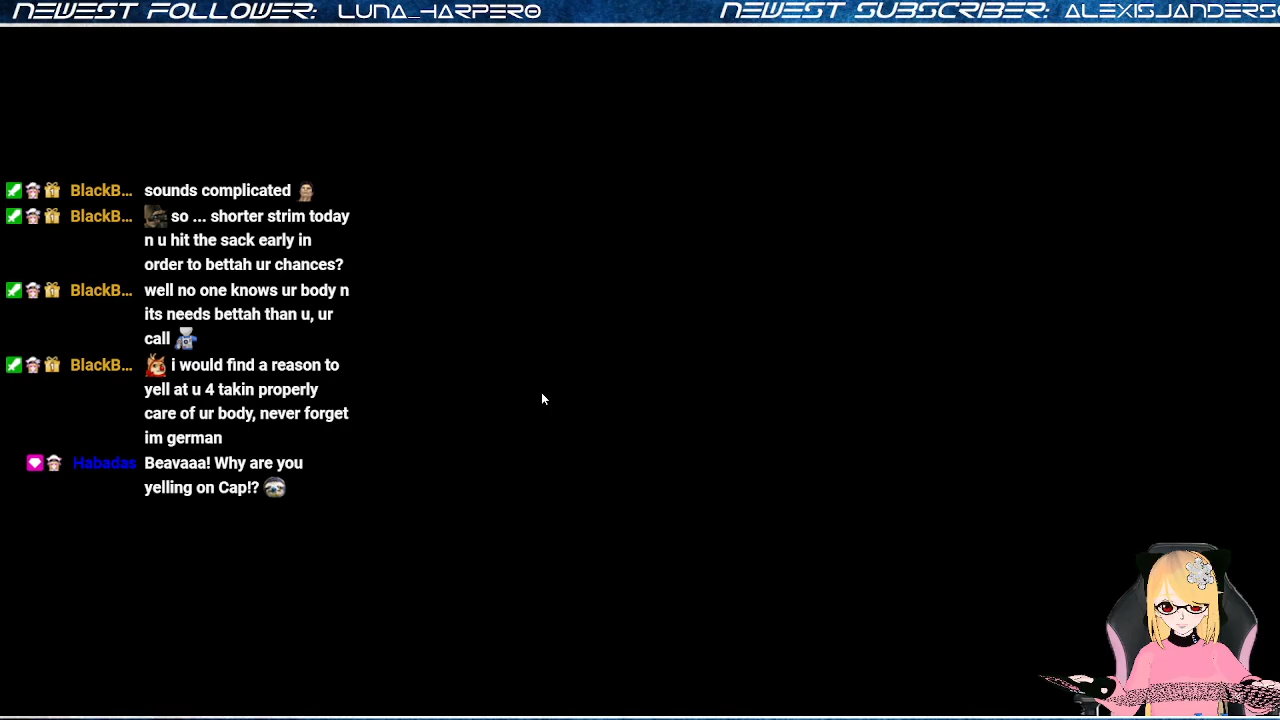 NEWEST FOLLOWER: LUNA_HARPER0 NEWEST SUBSCRIBER: ALEXISJANDERS
BlackB... sounds complicated
BlackB... so ... shorter strim today
n u hit the sack early in
order to bettah ur chances?
BlackB... well no one knows ur body n
its needs bettah than u, ur
call
BlackB... i would find a reason to
yell at u 4 takin properly
care of ur body, never forget
im german
Habadas Beavaaa! Why are you
yelling on Cap!?